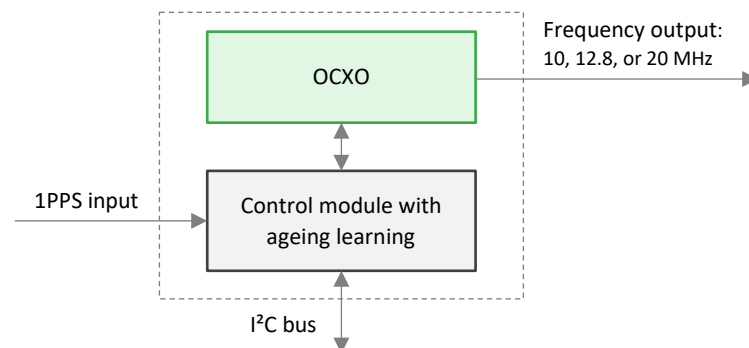 Frequency output:
10, 12.8, or 20 MHz
OCXO
1PPS input
Control module with
ageing learning
I²C bus